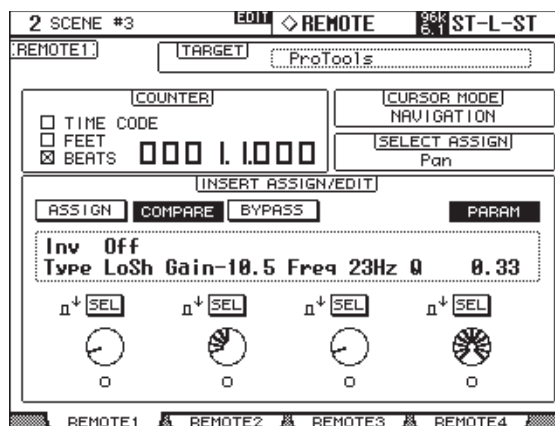 2 SCENE #3 EDIT ◇REMOTE 96k 6.1 ST-L-ST
REMOTE1 TARGET ProTools
COUNTER
TIME CODE
FEET
BEATS 000 1.1.000
CURSOR MODE
NAVIGATION
SELECT ASSIGN
Pan
INSERT ASSIGN/EDIT
ASSIGN COMPARE BYPASS PARAM
Inv Off
Type LoSh Gain-10.5 Freq 23Hz Q 0.33
SEL SEL SEL SEL
REMOTE1 REMOTE2 REMOTE3 REMOTE4